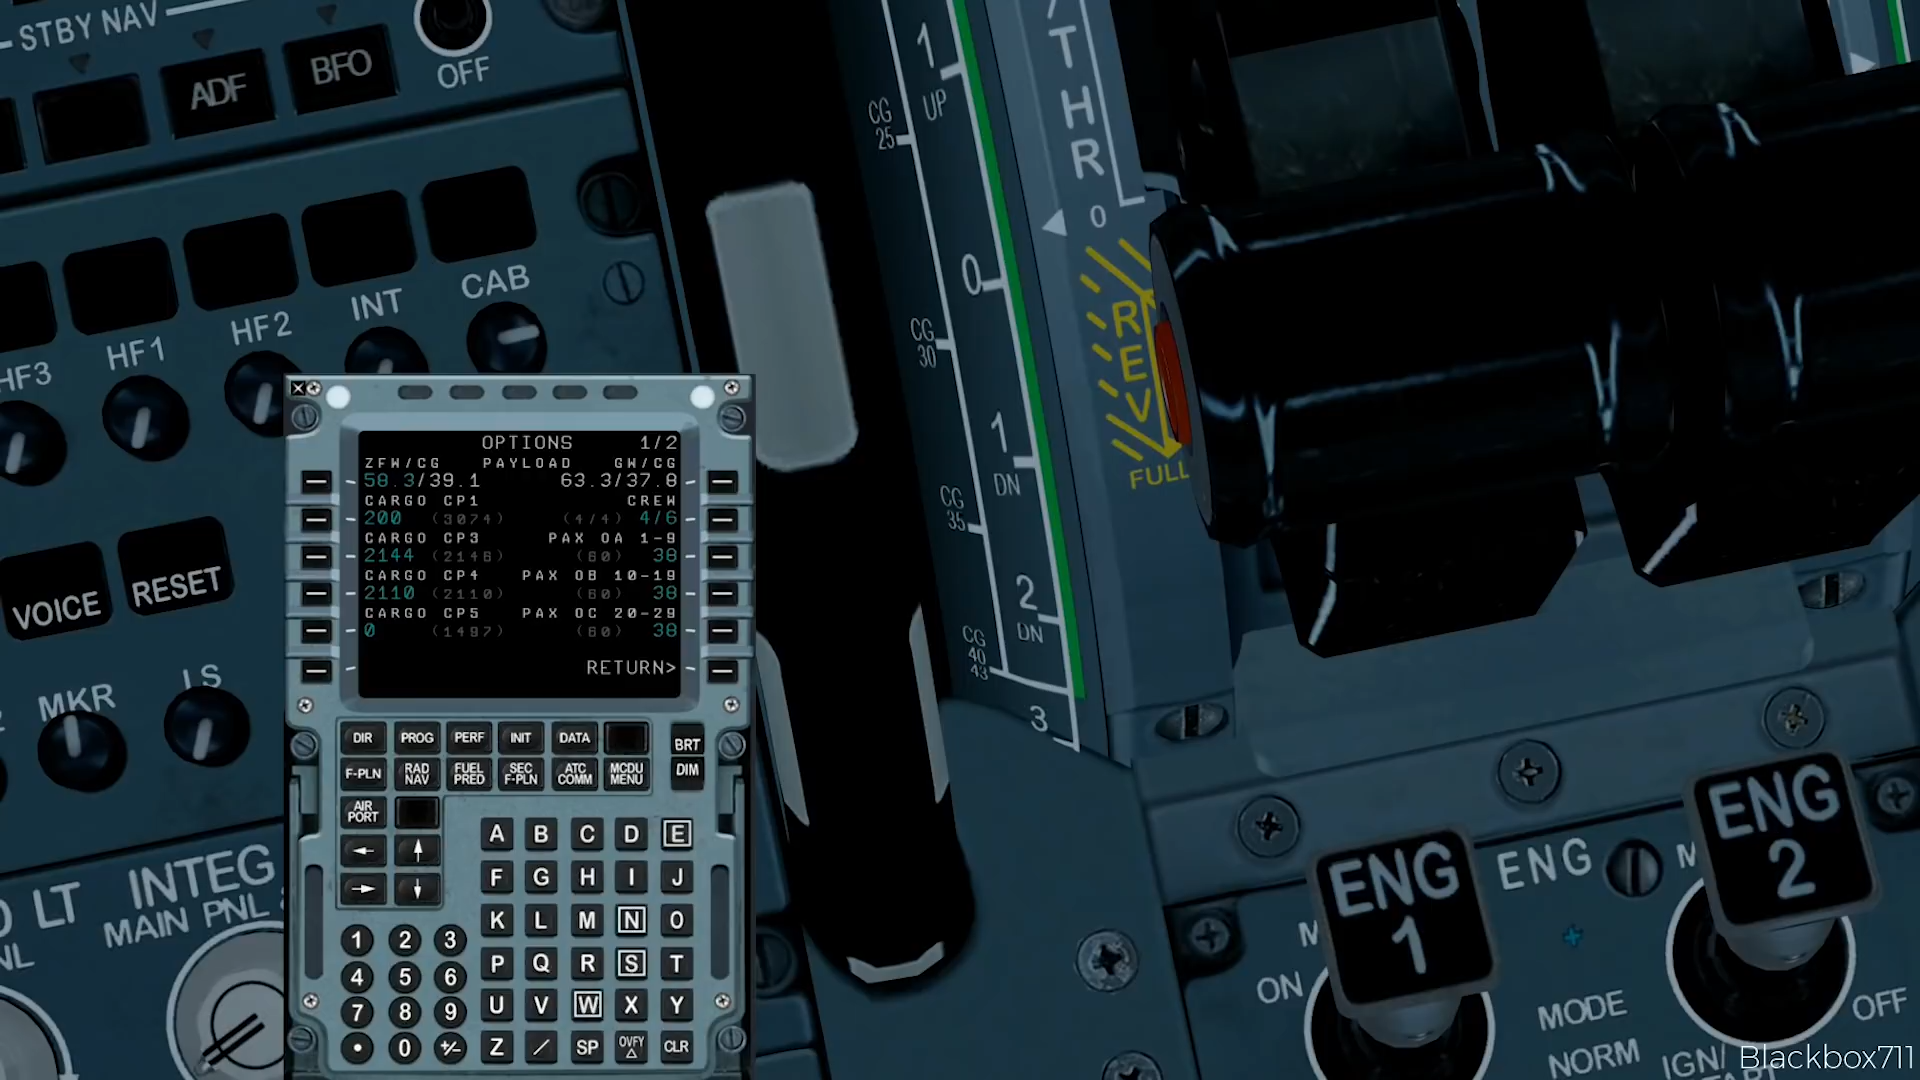 STBY NAV
ADF
BFO
OFF
HF3
HF1
HF2
INT
CAB
VOICE
RESET
MKR
LS
INTEG LT
MAIN PNL
OPTIONS 1/2
ZFW/CG PAYLOAD GW/CG
58.3/39.1 63.3/37.8
CARGO CP1 CREW
200 (3074) (4/4) 4/6
CARGO CP3 PAX OA 1-9
2144 (2146) (60) 38
CARGO CP4 PAX OB 10-19
2110 (2110) (60) 38
CARGO CP5 PAX OC 20-29
0 (1497) (60) 38
RETURN>
DIR PROG PERF INIT DATA BRT
F-PLN RAD NAV FUEL PRED SEC F-PLN ATC COMM MCDU MENU DIM
AIR PORT
← ↑
→ ↓
A B C D E
F G H I J
K L M N O
P Q R S T
U V W X Y
Z / SP OVFY △ CLR
1 2 3
4 5 6
7 8 9
. 0 +/-
1
UP
CG
25
0
CG
30
1
DN
CG
35
2
DN
CG
40
43
3
/THR
0
REV
FULL
ENG
1
ENG
ENG
2
ON
OFF
MODE
NORM
IGN/
Blackbox711